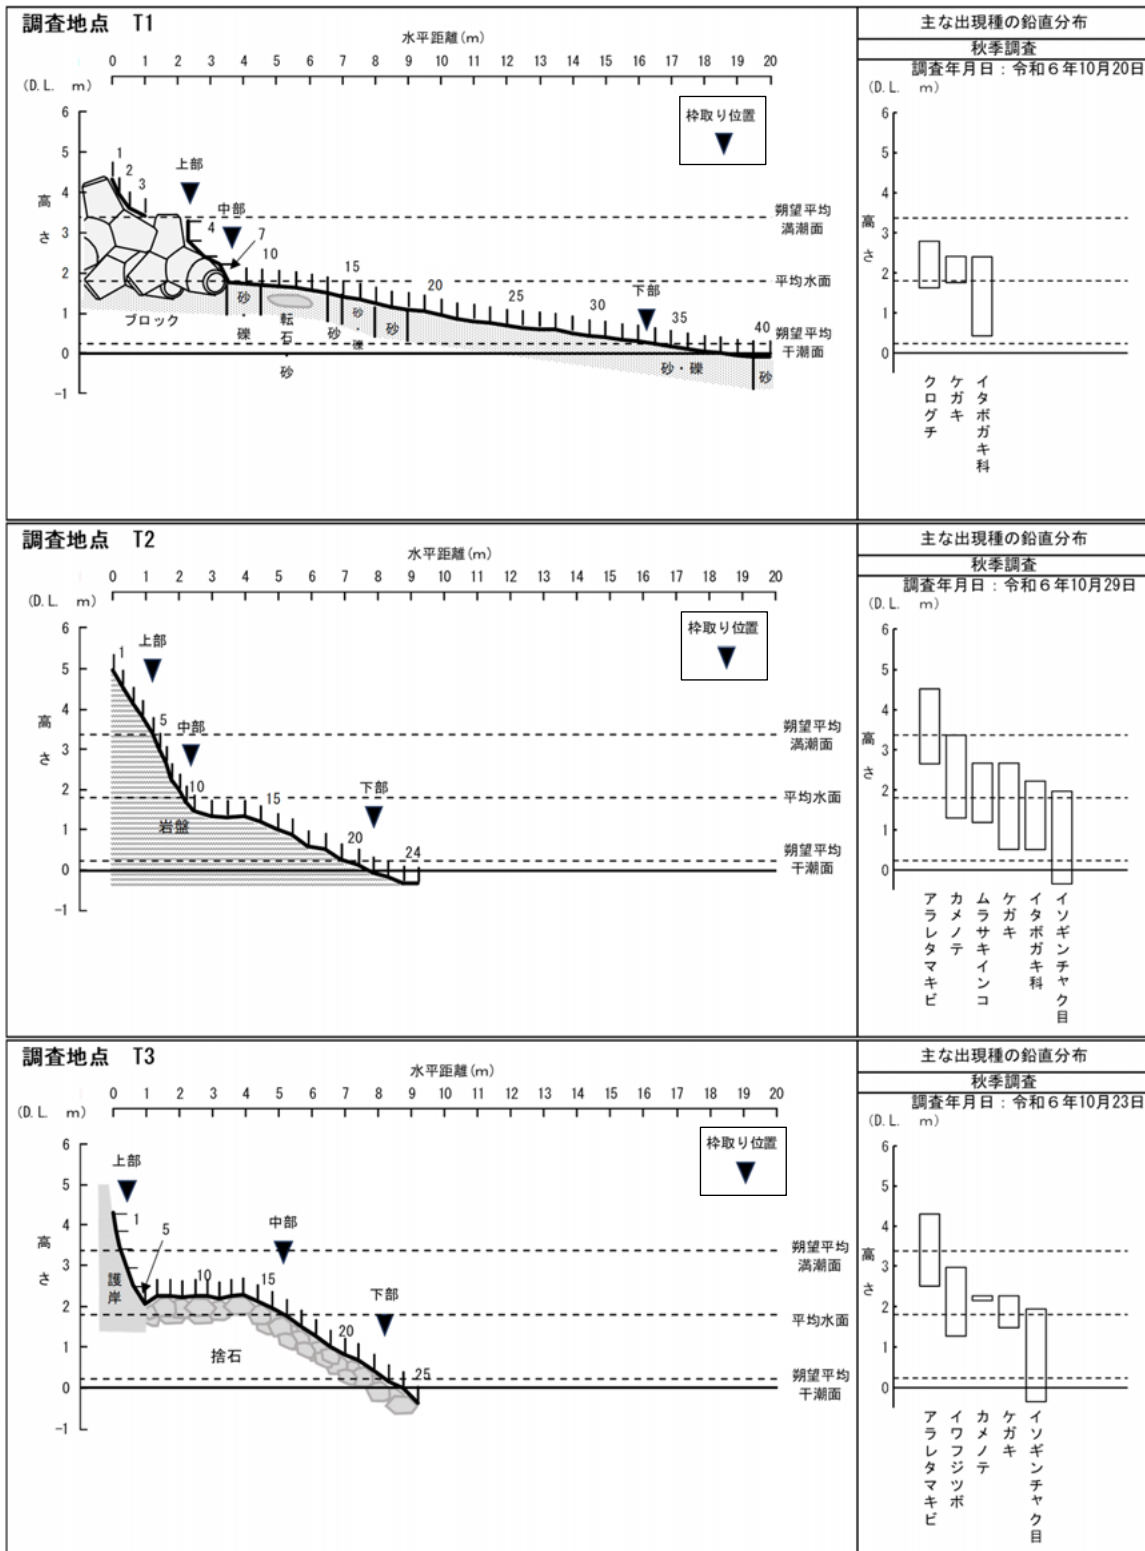 調査地点 T1
水平距離(m)
0 1 2 3 4 5 6 7 8 9 10 11 12 13 14 15 16 17 18 19 20
(D.L. m)
6
5
4
3
2
1
0
-1
高さ
枠取り位置
上部
中部
下部
1
2
3
4
7
10
15
20
25
30
35
40
朔望平均
満潮面
平均水面
朔望平均
干潮面
ブロック
砂・礫
転石・砂
砂
砂・礫
砂
砂・礫
砂
主な出現種の鉛直分布
秋季調査
調査年月日：令和6年10月20日
(D.L. m)
6
5
4
3
2
1
0
高さ
クログチ
ケガキ
イタボガキ科
調査地点 T2
水平距離(m)
0 1 2 3 4 5 6 7 8 9 10 11 12 13 14 15 16 17 18 19 20
(D.L. m)
6
5
4
3
2
1
0
-1
高さ
枠取り位置
上部
中部
下部
1
5
10
15
20
24
岩盤
朔望平均
満潮面
平均水面
朔望平均
干潮面
主な出現種の鉛直分布
秋季調査
調査年月日：令和6年10月29日
(D.L. m)
6
5
4
3
2
1
0
高さ
アラレタマキビ
カメノテ
ムラサキインコ
ケガキ
イタボガキ科
イソギンチャク目
調査地点 T3
水平距離(m)
0 1 2 3 4 5 6 7 8 9 10 11 12 13 14 15 16 17 18 19 20
(D.L. m)
6
5
4
3
2
1
0
-1
高さ
枠取り位置
上部
中部
下部
1
5
10
15
20
25
護岸
捨石
朔望平均
満潮面
平均水面
朔望平均
干潮面
主な出現種の鉛直分布
秋季調査
調査年月日：令和6年10月23日
(D.L. m)
6
5
4
3
2
1
0
高さ
アラレタマキビ
イワフジツボ
カメノテ
ケガキ
イソギンチャク目